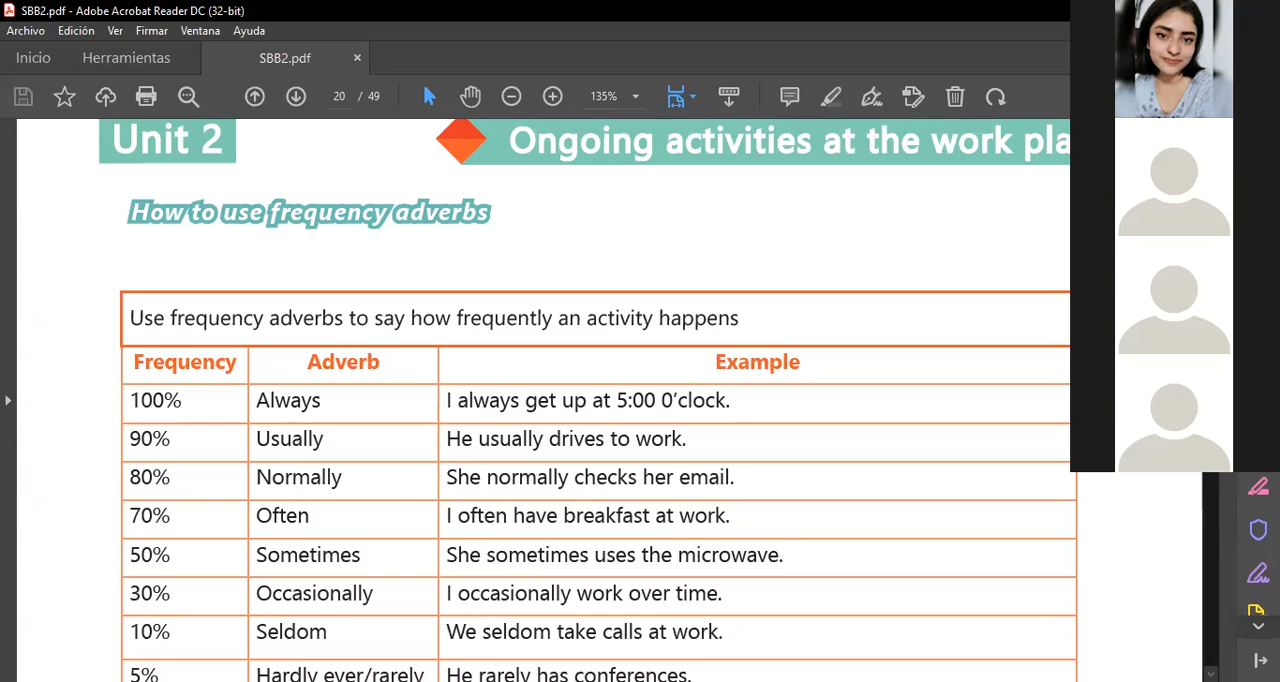 SBB2.pdf - Adobe Acrobat Reader DC (32-bit)
Archivo Edición Ver Firmar Ventana Ayuda
Inicio Herramientas SBB2.pdf ×
20 / 49 135%
Unit 2 Ongoing activities at the work pla
How to use frequency adverbs
Use frequency adverbs to say how frequently an activity happens
Frequency Adverb Example
100% Always I always get up at 5:00 0’clock.
90% Usually He usually drives to work.
80% Normally She normally checks her email.
70% Often I often have breakfast at work.
50% Sometimes She sometimes uses the microwave.
30% Occasionally I occasionally work over time.
10% Seldom We seldom take calls at work.
5% Hardly ever/rarely He rarely has conferences.